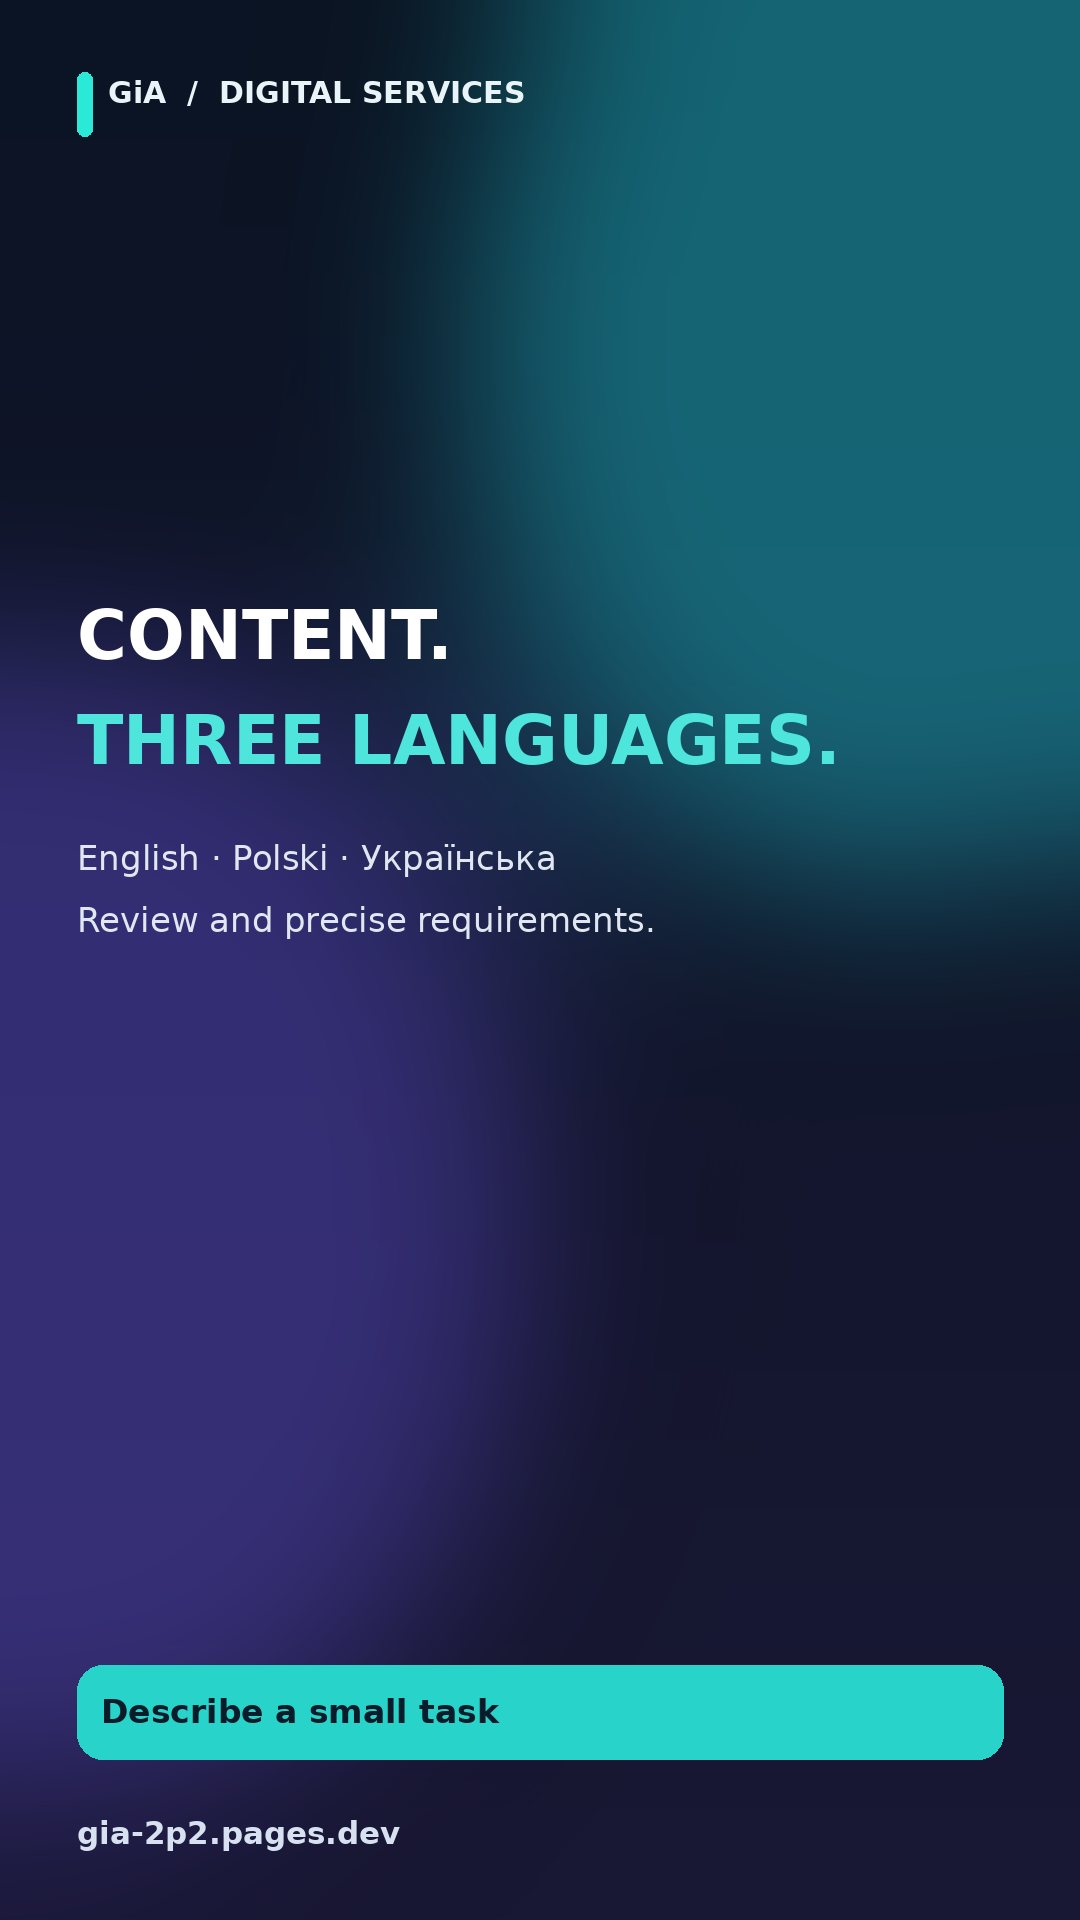 GiA / DIGITAL SERVICES
CONTENT.
THREE LANGUAGES.
English · Polski · Українська
Review and precise requirements.
Describe a small task
gia-2p2.pages.dev